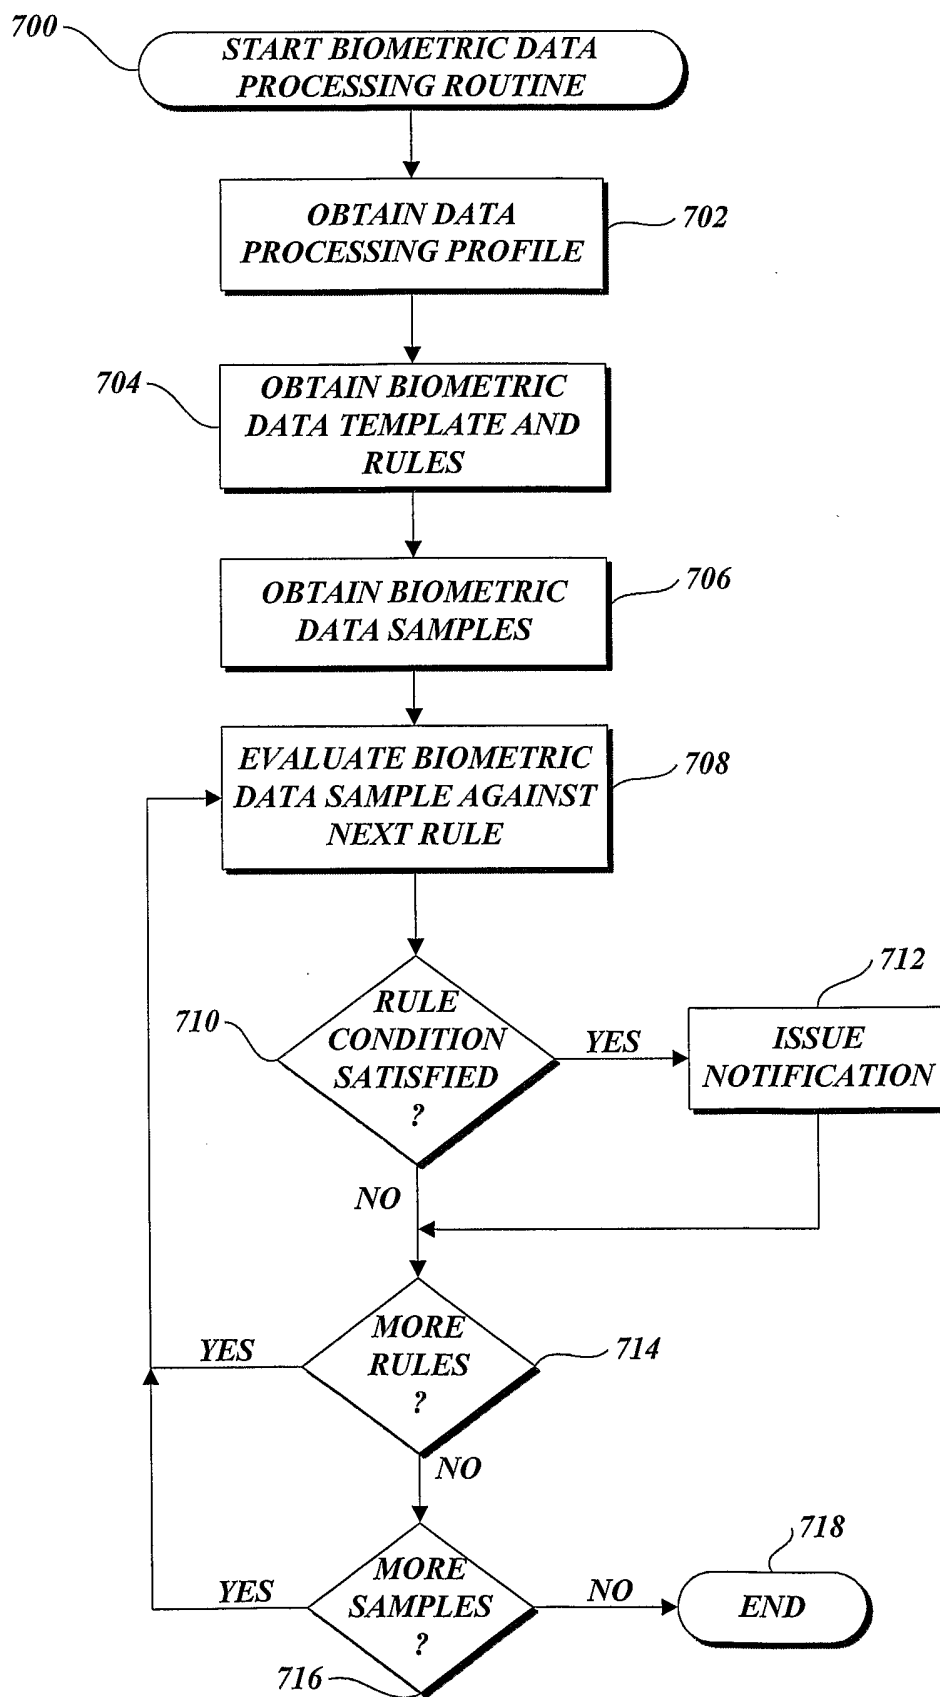 700
START BIOMETRIC DATA
PROCESSING ROUTINE
OBTAIN DATA
PROCESSING PROFILE
702
704
OBTAIN BIOMETRIC
DATA TEMPLATE AND
RULES
OBTAIN BIOMETRIC
DATA SAMPLES
706
EVALUATE BIOMETRIC
DATA SAMPLE AGAINST
NEXT RULE
708
710
RULE
CONDITION
SATISFIED
?
YES
712
ISSUE
NOTIFICATION
NO
MORE
RULES
?
YES
714
NO
MORE
SAMPLES
?
YES
NO
716
718
END